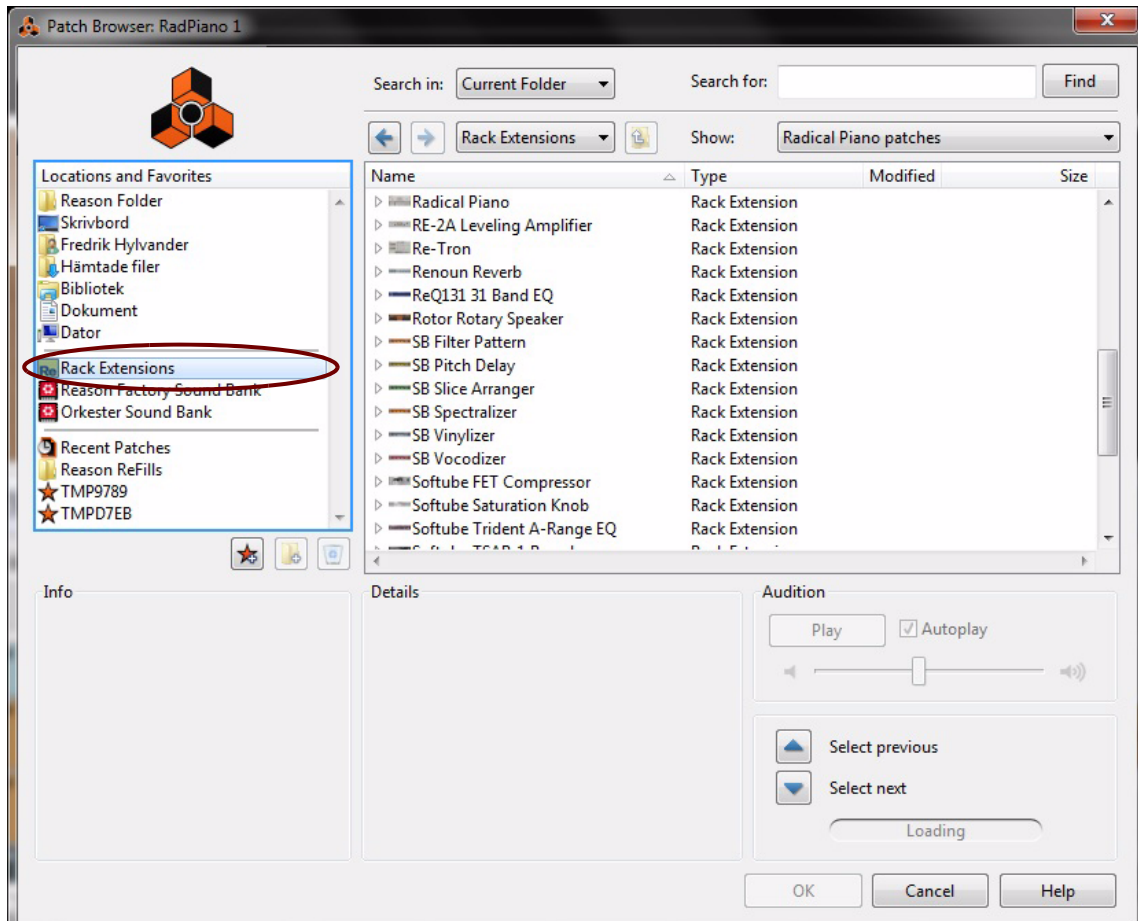 Patch Browser: RadPiano 1
Search in: Current Folder Search for: Find
Rack Extensions Show: Radical Piano patches
Locations and Favorites
Reason Folder
Skrivbord
Fredrik Hylvander
Hämtade filer
Bibliotek
Dokument
Dator
Re Rack Extensions
Reason Factory Sound Bank
Orkester Sound Bank
Recent Patches
Reason ReFills
TMP9789
TMPD7EB
Name Type Modified Size
Radical Piano Rack Extension
RE-2A Leveling Amplifier Rack Extension
Re-Tron Rack Extension
Renoun Reverb Rack Extension
ReQ131 31 Band EQ Rack Extension
Rotor Rotary Speaker Rack Extension
SB Filter Pattern Rack Extension
SB Pitch Delay Rack Extension
SB Slice Arranger Rack Extension
SB Spectralizer Rack Extension
SB Vinylizer Rack Extension
SB Vocodizer Rack Extension
Softube FET Compressor Rack Extension
Softube Saturation Knob Rack Extension
Softube Trident A-Range EQ Rack Extension
Info
Details
Audition
Play Autoplay
Select previous
Select next
Loading
OK Cancel Help